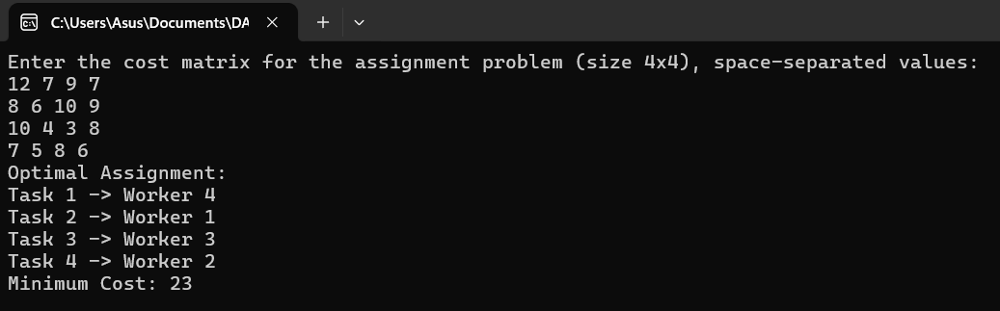 C:\Users\Asus\Documents\DA
Enter the cost matrix for the assignment problem (size 4x4), space-separated values:
12 7 9 7
8 6 10 9
10 4 3 8
7 5 8 6
Optimal Assignment:
Task 1 -> Worker 4
Task 2 -> Worker 1
Task 3 -> Worker 3
Task 4 -> Worker 2
Minimum Cost: 23